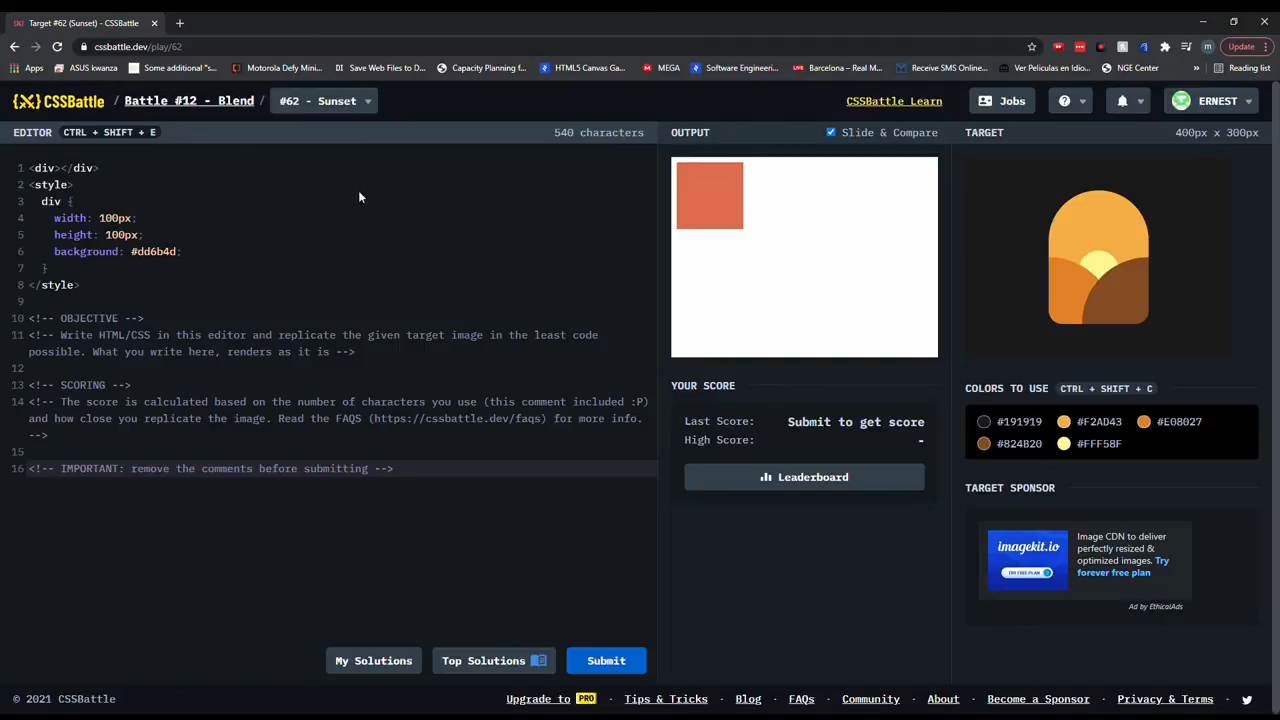 Target #62 (Sunset) - CSSBattle
cssbattle.dev/play/62
Update
Apps
ASUS kwanza
Some additional "s...
Motorola Defy Mini...
Save Web Files to D...
Capacity Planning f...
HTML5 Canvas Ga...
MEGA
Software Engineeri...
Barcelona – Real M...
Receive SMS Online...
Ver Películas en Idio...
NGE Center
»
Reading list
CSSBattle / Battle #12 - Blend / #62 - Sunset
CSSBattle Learn
Jobs
ERNEST
EDITOR CTRL + SHIFT + E
540 characters
OUTPUT
Slide & Compare
TARGET
400px x 300px
1 <div></div>
2 <style>
3 div {
4 width: 100px;
5 height: 100px;
6 background: #dd6b4d;
7 }
8 </style>
9
10 <!-- OBJECTIVE -->
11 <!-- Write HTML/CSS in this editor and replicate the given target image in the least code
possible. What you write here, renders as it is -->
12
13 <!-- SCORING -->
14 <!-- The score is calculated based on the number of characters you use (this comment included :P)
and how close you replicate the image. Read the FAQS (https://cssbattle.dev/faqs) for more info.
-->
15
16 <!-- IMPORTANT: remove the comments before submitting -->
My Solutions
Top Solutions
Submit
YOUR SCORE
Last Score: Submit to get score
High Score: -
Leaderboard
COLORS TO USE CTRL + SHIFT + C
#191919 #F2AD43 #E08027
#824B20 #FFF58F
TARGET SPONSOR
imagekit.io
TRY FREE PLAN
Image CDN to deliver
perfectly resized &
optimized images. Try
forever free plan
Ad by EthicalAds
© 2021 CSSBattle
Upgrade to PRO · Tips & Tricks · Blog · FAQs · Community · About · Become a Sponsor · Privacy & Terms ·